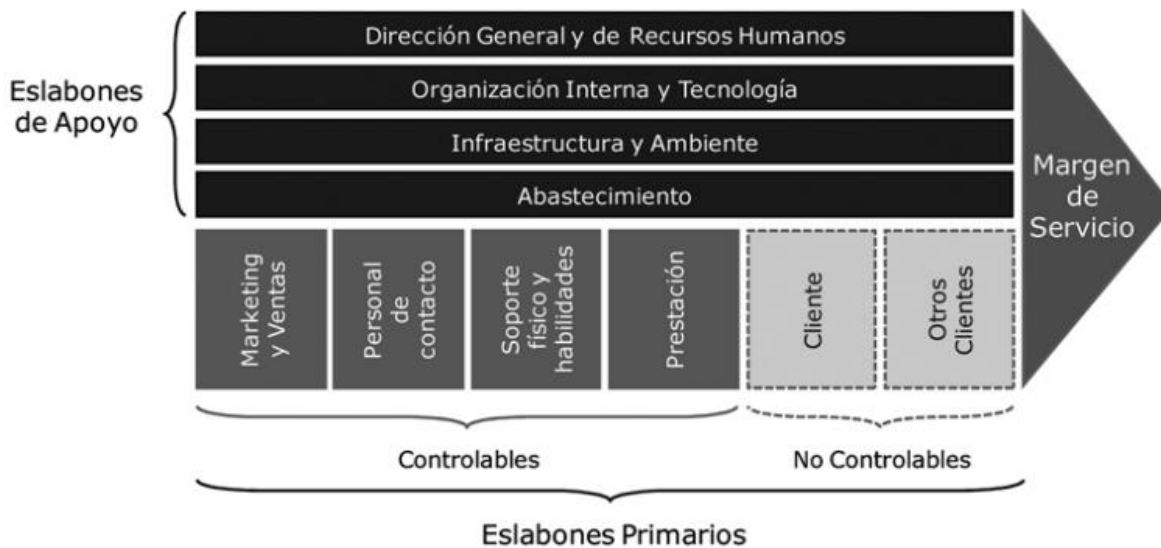 Dirección General y de Recursos Humanos
Organización Interna y Tecnología
Infraestructura y Ambiente
Abastecimiento
Eslabones
de Apoyo
Margen
de
Servicio
Marketing
y Ventas
Personal
de
contacto
Soporte
físico y
habilidades
Prestación
Cliente
Otros
Clientes
Controlables
No Controlables
Eslabones Primarios